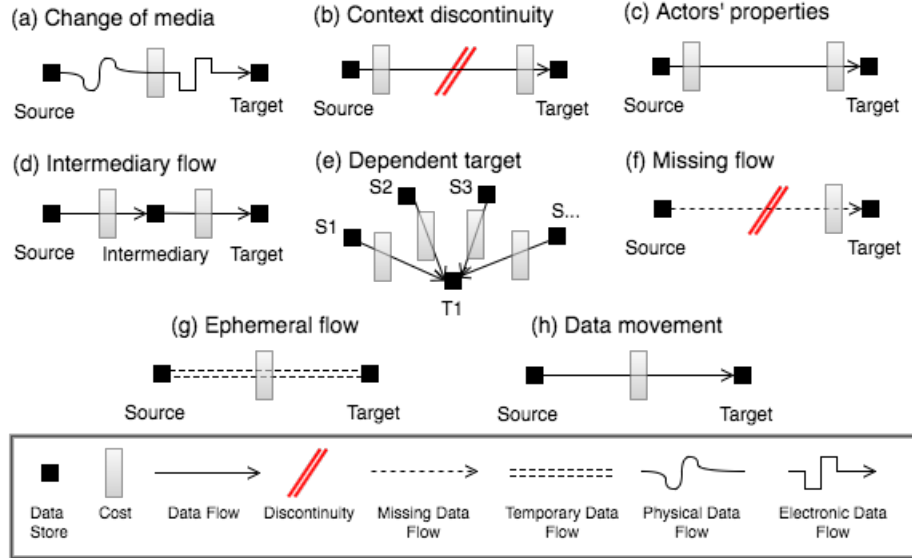 (a) Change of media
(b) Context discontinuity
(c) Actors' properties
Source
Target
Source
Target
Source
Target
(d) Intermediary flow
(e) Dependent target
(f) Missing flow
S1
S2
S3
S...
T1
Source
Intermediary
Target
Source
Target
(g) Ephemeral flow
(h) Data movement
Source
Target
Source
Target
Data
Store
Cost
Data Flow
Discontinuity
Missing Data
Flow
Temporary Data
Flow
Physical Data
Flow
Electronic Data
Flow